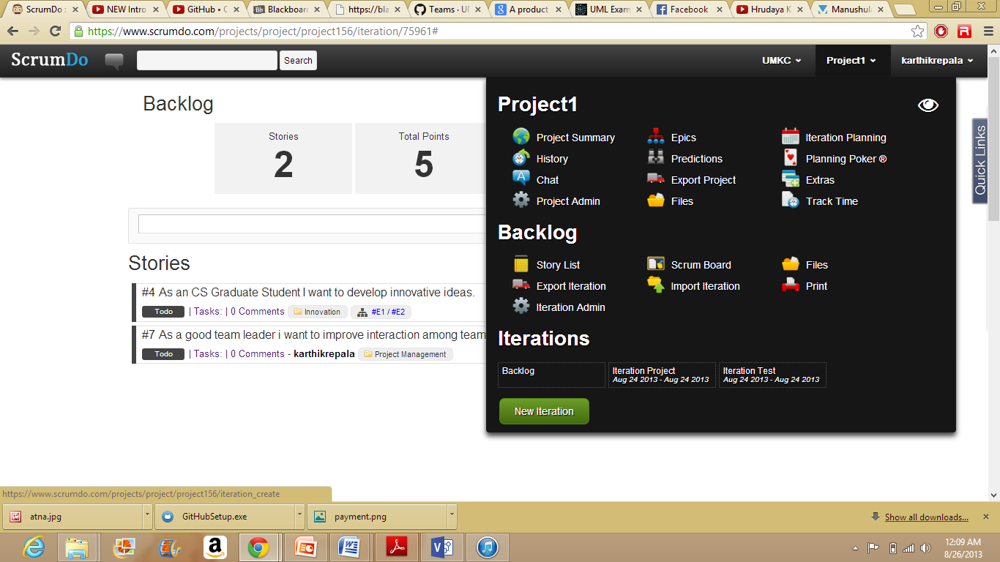 ScrumDo s
NEW Intro
GitHub • C
Bb Blackboard
https://bla
Teams · U
A product
UML Exam
Facebook
Hrudaya K
Manushula
https://www.scrumdo.com/projects/project/project156/iteration/75961#
ScrumDo
Search
UMKC
Project1
karthikrepala
Backlog
Stories
2
Total Points
5
Stories
#4 As an CS Graduate Student I want to develop innovative ideas.
Todo | Tasks: | 0 Comments Innovation #E1 / #E2
#7 As a good team leader i want to improve interaction among team
Todo | Tasks: | 0 Comments - karthikrepala Project Management
Project1
Project Summary Epics Iteration Planning
History Predictions Planning Poker ®
Chat Export Project Extras
Project Admin Files Track Time
Backlog
Story List Scrum Board Files
Export Iteration Import Iteration Print
Iteration Admin
Iterations
Backlog
Iteration Project
Aug 24 2013 - Aug 24 2013
Iteration Test
Aug 24 2013 - Aug 24 2013
New Iteration
Quick Links
https://www.scrumdo.com/projects/project/project156/iteration_create
atna.jpg
GitHubSetup.exe
payment.png
Show all downloads...
12:09 AM
8/26/2013